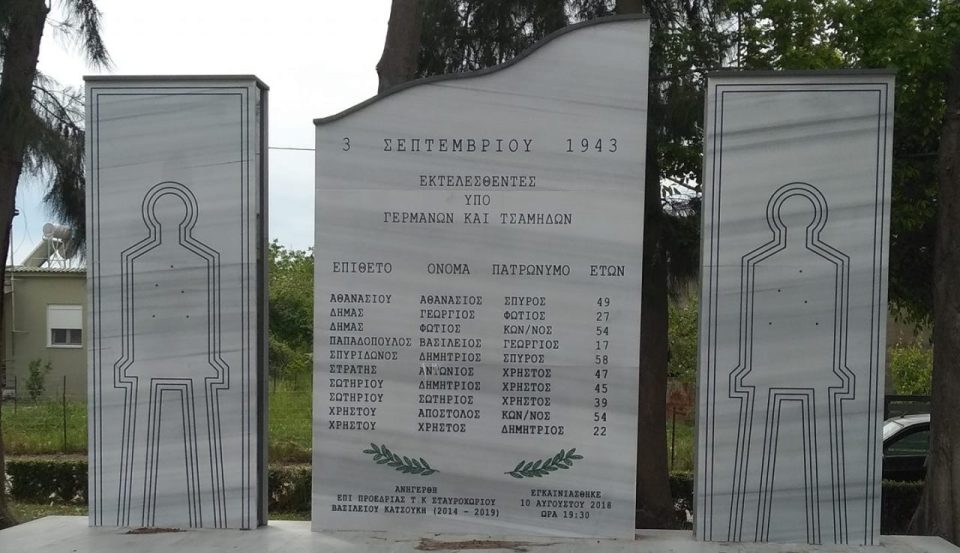 3 ΣΕΠΤΕΜΒΡΙΟΥ 1943
ΕΚΤΕΛΕΣΘΕΝΤΕΣ
ΥΠΟ
ΓΕΡΜΑΝΩΝ ΚΑΙ ΤΣΑΜΗΔΩΝ
ΕΠΙΘΕΤΟ ΟΝΟΜΑ ΠΑΤΡΩΝΥΜΟ ΕΤΩΝ
ΑΘΑΝΑΣΙΟΥ ΑΘΑΝΑΣΙΟΣ ΣΠΥΡΟΣ 49
ΔΗΜΑΣ ΓΕΩΡΓΙΟΣ ΦΩΤΙΟΣ 27
ΔΗΜΑΣ ΦΩΤΙΟΣ ΚΩΝ/ΝΟΣ 54
ΠΑΠΑΔΟΠΟΥΛΟΣ ΒΑΣΙΛΕΙΟΣ ΓΕΩΡΓΙΟΣ 17
ΣΠΥΡΙΔΩΝΟΣ ΔΗΜΗΤΡΙΟΣ ΣΠΥΡΟΣ 58
ΣΤΡΑΤΗΣ ΑΝΤΩΝΙΟΣ ΧΡΗΣΤΟΣ 47
ΣΩΤΗΡΙΟΥ ΔΗΜΗΤΡΙΟΣ ΧΡΗΣΤΟΣ 45
ΣΩΤΗΡΙΟΥ ΣΩΤΗΡΙΟΣ ΧΡΗΣΤΟΣ 39
ΧΡΗΣΤΟΥ ΑΠΟΣΤΟΛΟΣ ΚΩΝ/ΝΟΣ 54
ΧΡΗΣΤΟΥ ΧΡΗΣΤΟΣ ΔΗΜΗΤΡΙΟΣ 22
ΑΝΗΓΕΡΘΗ
ΕΠΙ ΠΡΟΕΔΡΙΑΣ Τ Κ ΣΤΑΥΡΟΧΩΡΙΟΥ
ΒΑΣΙΛΕΙΟΥ ΚΑΤΣΟΥΚΗ (2014 - 2019)
ΕΓΚΑΙΝΙΑΣΘΗΚΕ
10 ΑΥΓΟΥΣΤΟΥ 2018
ΩΡΑ 19:30